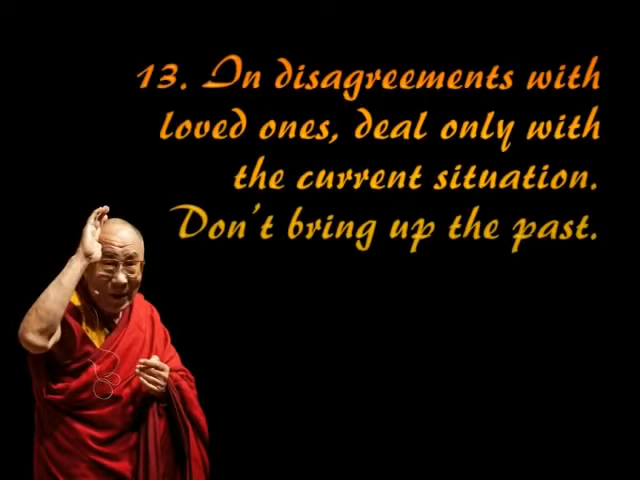 13. In disagreements with
loved ones, deal only with
the current situation.
Don't bring up the past.